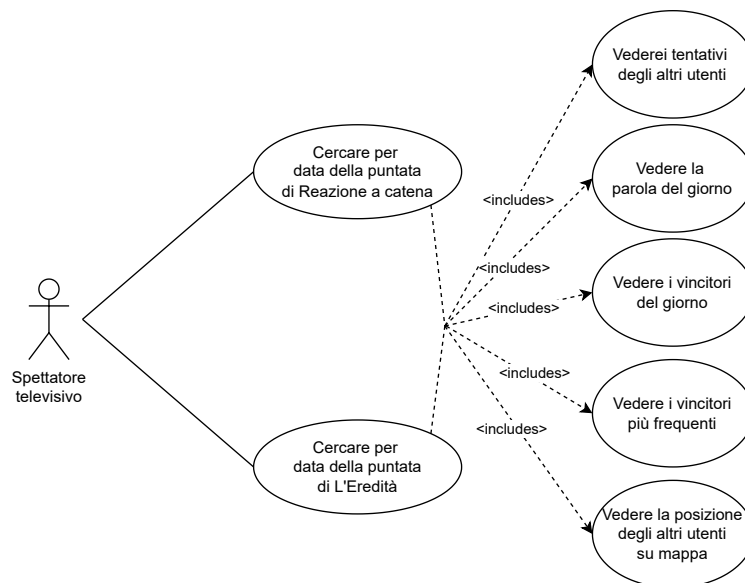 Vederei tentativi
degli altri utenti
Cercare per
data della puntata
di Reazione a catena
Vedere la
parola del giorno
<includes>
<includes>
Vedere i vincitori
del giorno
<includes>
Spettatore
televisivo
<includes>
Vedere i vincitori
più frequenti
<includes>
Cercare per
data della puntata
di L'Eredità
Vedere la posizione
degli altri utenti
su mappa